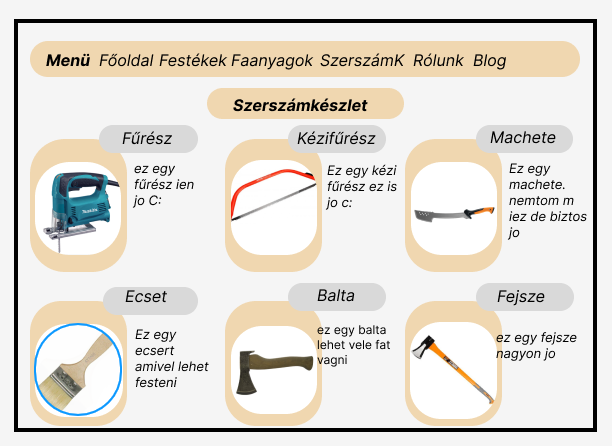 Menü Főoldal Festékek Faanyagok SzerszámK Rólunk Blog
Szerszámkészlet
Fűrész
ez egy
fűrész ien
jo C:
Kézifűrész
Ez egy kézi
fűrész ez is
jo c:
Machete
Ez egy
machete.
nemtom m
iez de biztos
jo
Ecset
Ez egy
ecsert
amivel lehet
festeni
Balta
ez egy balta
lehet vele fat
vagni
Fejsze
ez egy fejsze
nagyon jo